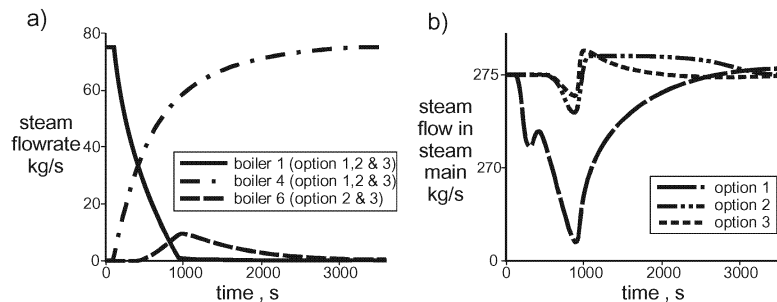 a)
80
60
40
20
0
steam
flowrate
kg/s
boiler 1 (option 1,2 & 3)
boiler 4 (option 1,2 & 3)
boiler 6 (option 2 & 3)
0 1000 2000 3000
time , s
b)
275
270
steam
flow in
steam
main
kg/s
option 1
option 2
option 3
0 1000 2000 3000
time , s